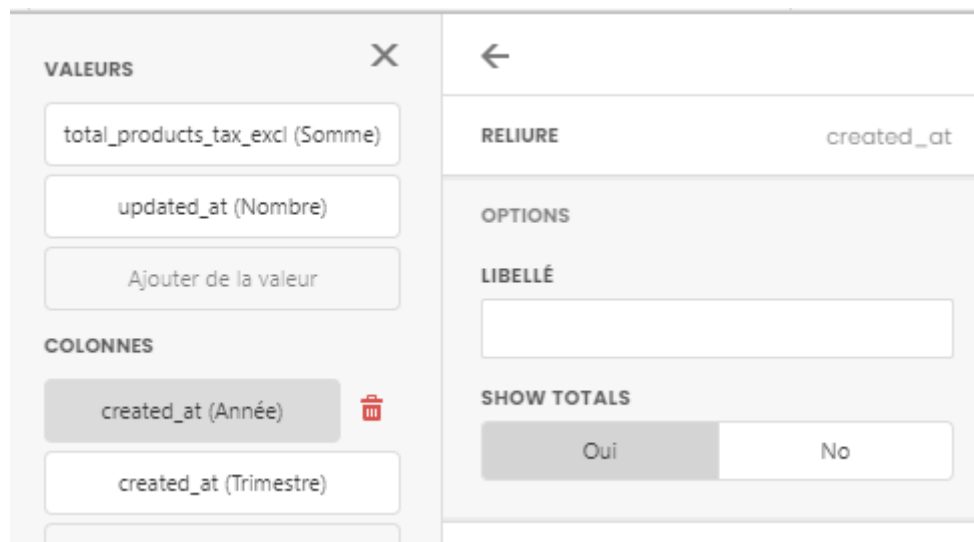 VALEURS
total_products_tax_excl (Somme)
updated_at (Nombre)
Ajouter de la valeur
COLONNES
created_at (Année)
created_at (Trimestre)
RELIURE created_at
OPTIONS
LIBELLÉ
SHOW TOTALS
Oui No